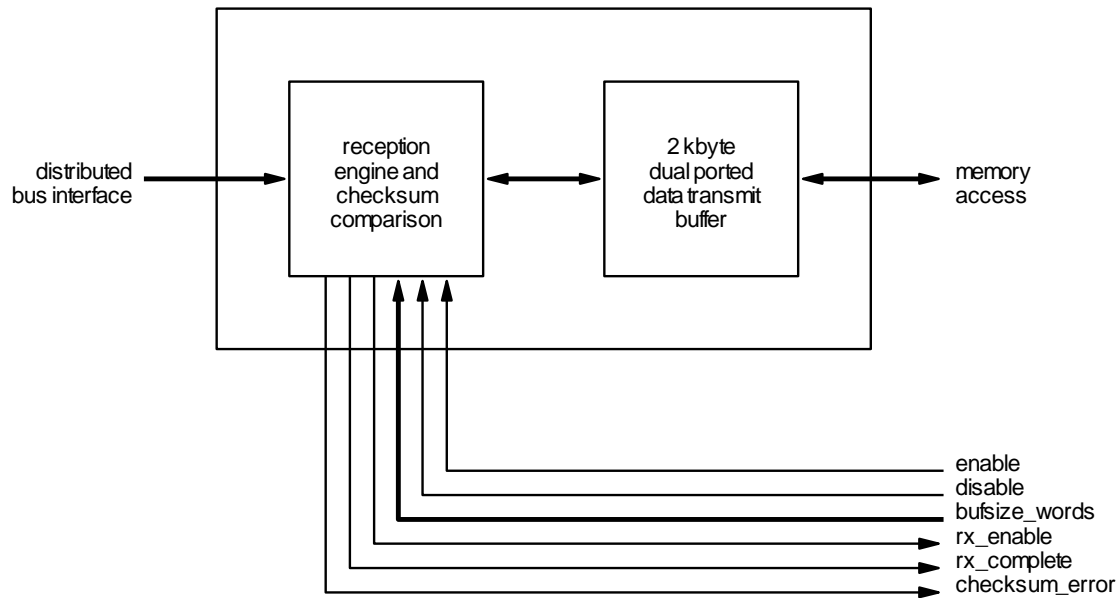 reception
engine and
checksum
comparison
2 kbyte
dual ported
data transmit
buffer
distributed
bus interface
memory
access
enable
disable
bufsize_words
rx_enable
rx_complete
checksum_error